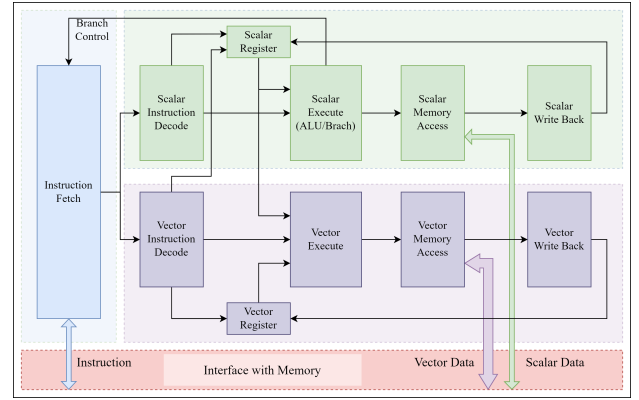 Branch
Control
Scalar
Register
Instruction
Fetch
Scalar
Instruction
Decode
Scalar
Execute
(ALU/Brach)
Scalar
Memory
Access
Scalar
Write Back
Vector
Instruction
Decode
Vector
Execute
Vector
Memory
Access
Vector
Write Back
Vector
Register
Instruction
Interface with Memory
Vector Data
Scalar Data